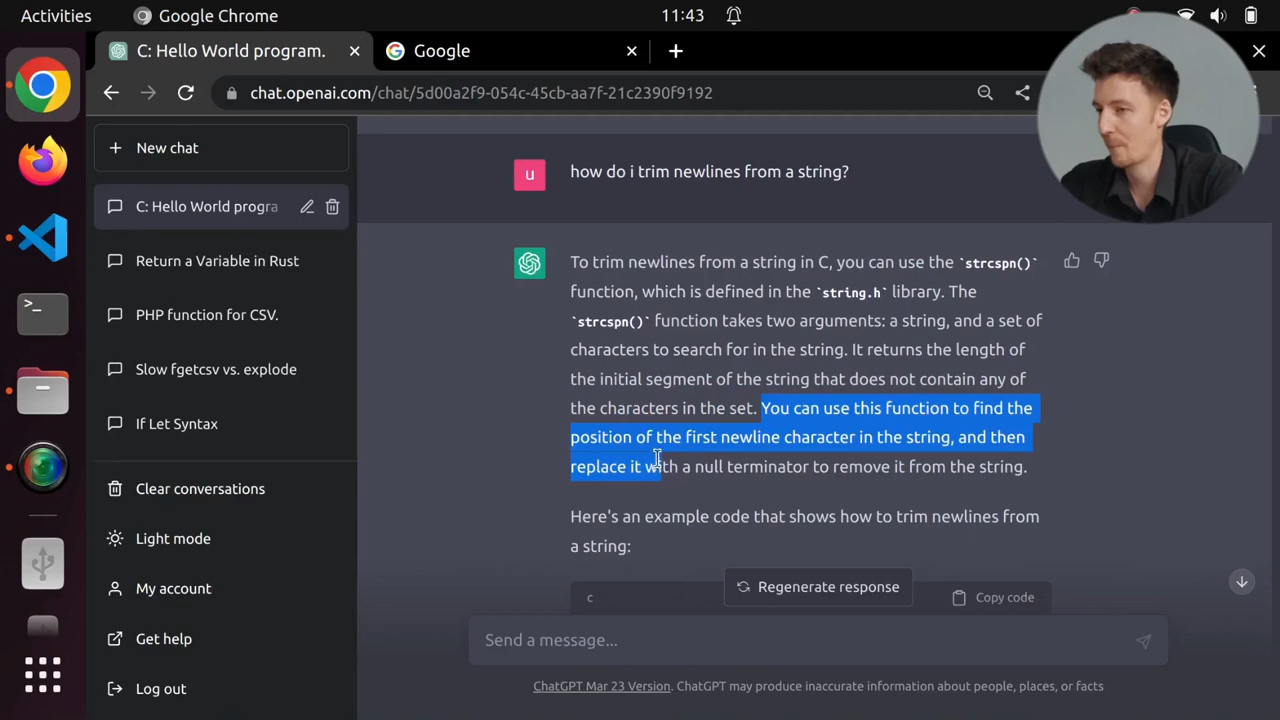 Activities
Google Chrome
11:43
C: Hello World program.
Google
chat.openai.com/chat/5d00a2f9-054c-45cb-aa7f-21c2390f9192
New chat
C: Hello World progra
Return a Variable in Rust
PHP function for CSV.
Slow fgetcsv vs. explode
If Let Syntax
Clear conversations
Light mode
My account
Get help
Log out
u
how do i trim newlines from a string?
To trim newlines from a string in C, you can use the `strcspn()`
function, which is defined in the `string.h` library. The
`strcspn()` function takes two arguments: a string, and a set of
characters to search for in the string. It returns the length of
the initial segment of the string that does not contain any of
the characters in the set. You can use this function to find the
position of the first newline character in the string, and then
replace it with a null terminator to remove it from the string.
Here's an example code that shows how to trim newlines from
a string:
Regenerate response
c
Copy code
Send a message...
ChatGPT Mar 23 Version. ChatGPT may produce inaccurate information about people, places, or facts